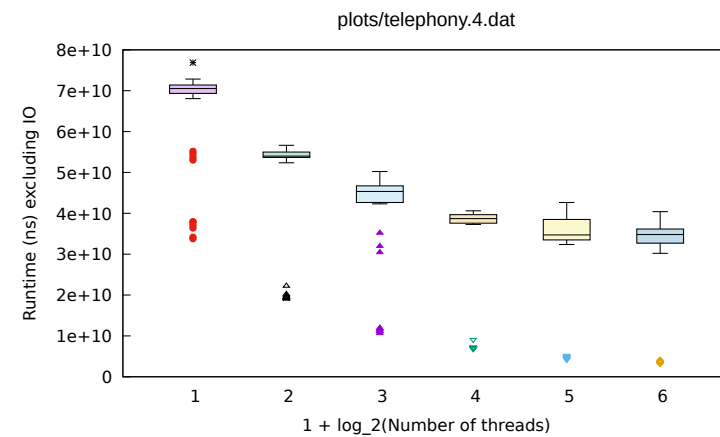 plots/telephony.4.dat
8e+10
7e+10
6e+10
5e+10
4e+10
3e+10
2e+10
1e+10
0
Runtime (ns) excluding IO
1 2 3 4 5 6
1 + log_2(Number of threads)